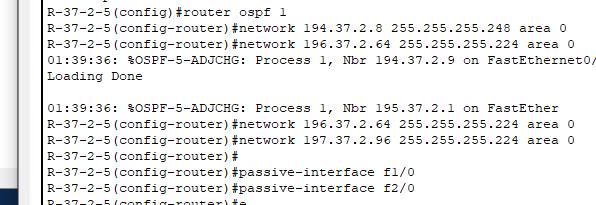 R-37-2-5(config)#router ospf 1
R-37-2-5(config-router)#network 194.37.2.8 255.255.255.248 area 0
R-37-2-5(config-router)#network 196.37.2.64 255.255.255.224 area 0
01:39:36: %OSPF-5-ADJCHG: Process 1, Nbr 194.37.2.9 on FastEthernet0/
Loading Done
01:39:36: %OSPF-5-ADJCHG: Process 1, Nbr 195.37.2.1 on FastEther
R-37-2-5(config-router)#network 196.37.2.64 255.255.255.224 area 0
R-37-2-5(config-router)#network 197.37.2.96 255.255.255.224 area 0
R-37-2-5(config-router)#
R-37-2-5(config-router)#passive-interface f1/0
R-37-2-5(config-router)#passive-interface f2/0
R-37-2-5(config-router)#e